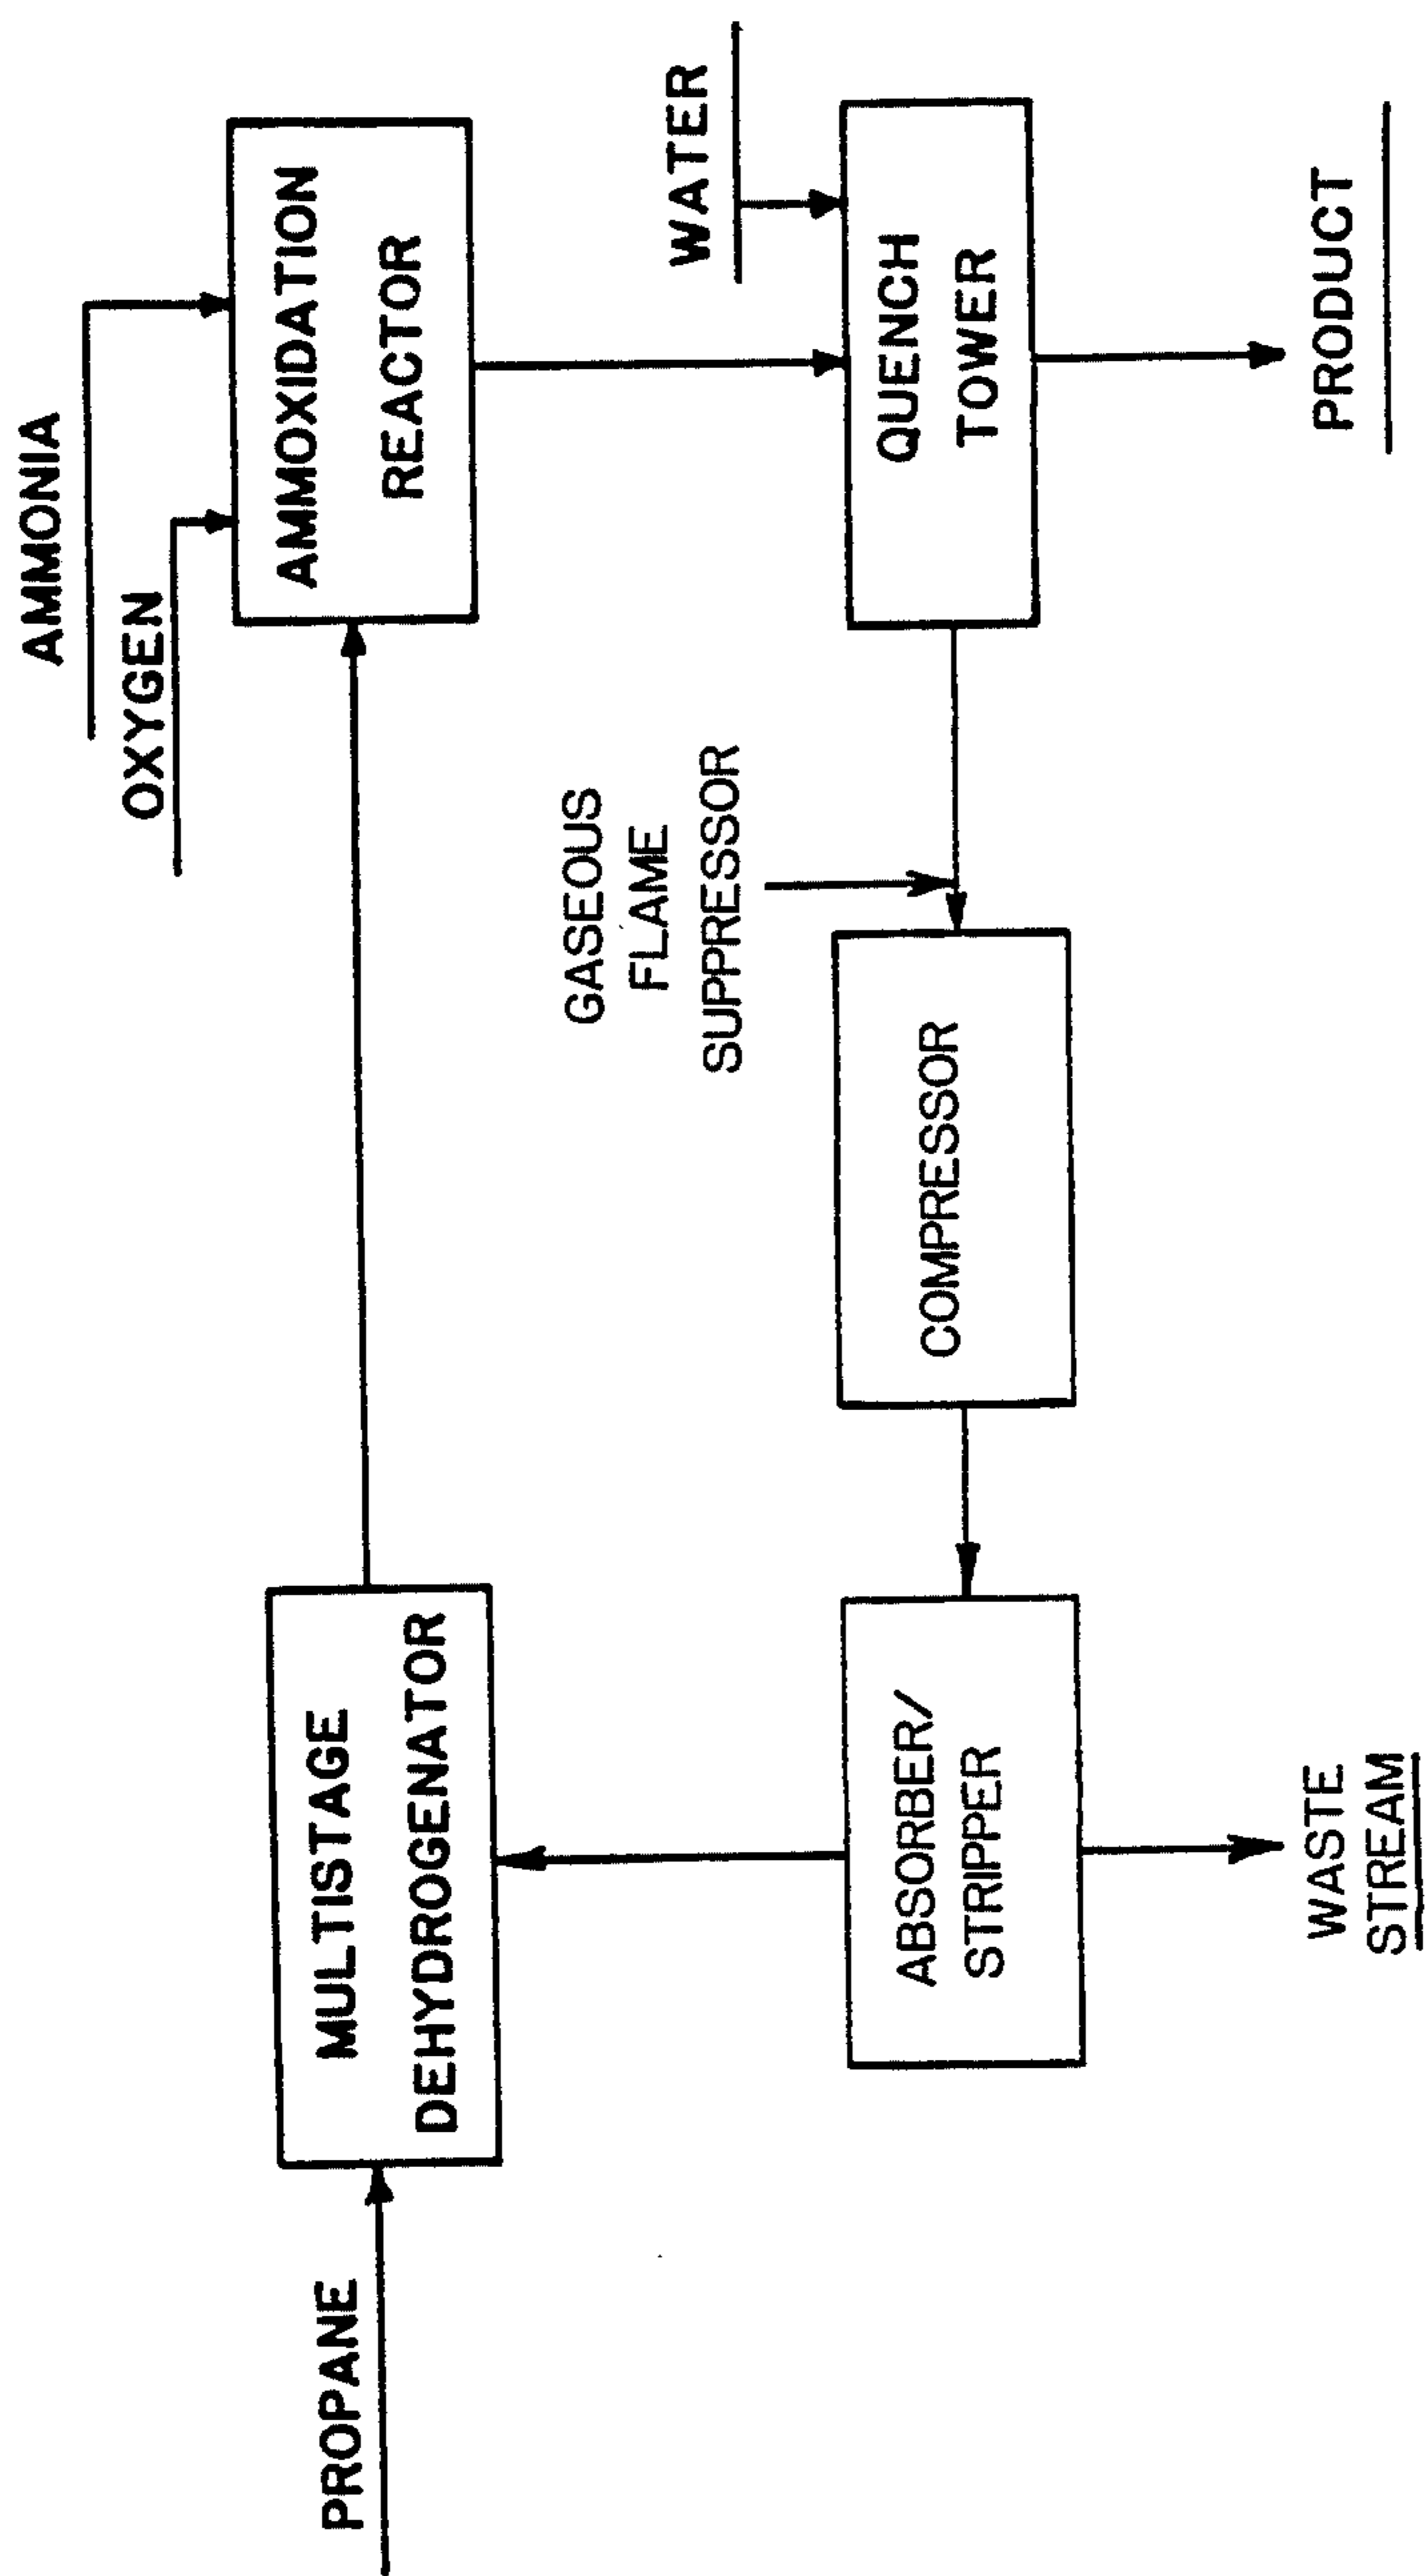 AMMONIA
OXYGEN
AMMOXIDATION
REACTOR
WATER
QUENCH
TOWER
PRODUCT
GASEOUS
FLAME
SUPPRESSOR
COMPRESSOR
MULTISTAGE
DEHYDROGENATOR
PROPANE
ABSORBER/
STRIPPER
WASTE
STREAM